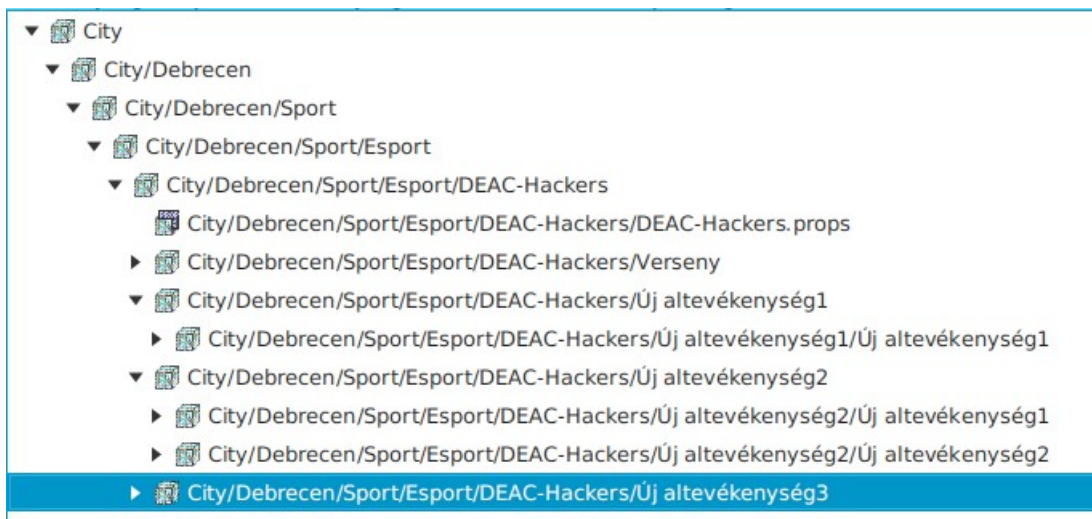 City
City/Debrecen
City/Debrecen/Sport
City/Debrecen/Sport/Esport
City/Debrecen/Sport/Esport/DEAC-Hackers
City/Debrecen/Sport/Esport/DEAC-Hackers/DEAC-Hackers.props
City/Debrecen/Sport/Esport/DEAC-Hackers/Verseny
City/Debrecen/Sport/Esport/DEAC-Hackers/Új altevékenység1
City/Debrecen/Sport/Esport/DEAC-Hackers/Új altevékenység1/Új altevékenység1
City/Debrecen/Sport/Esport/DEAC-Hackers/Új altevékenység2
City/Debrecen/Sport/Esport/DEAC-Hackers/Új altevékenység2/Új altevékenység1
City/Debrecen/Sport/Esport/DEAC-Hackers/Új altevékenység2/Új altevékenység2
City/Debrecen/Sport/Esport/DEAC-Hackers/Új altevékenység3